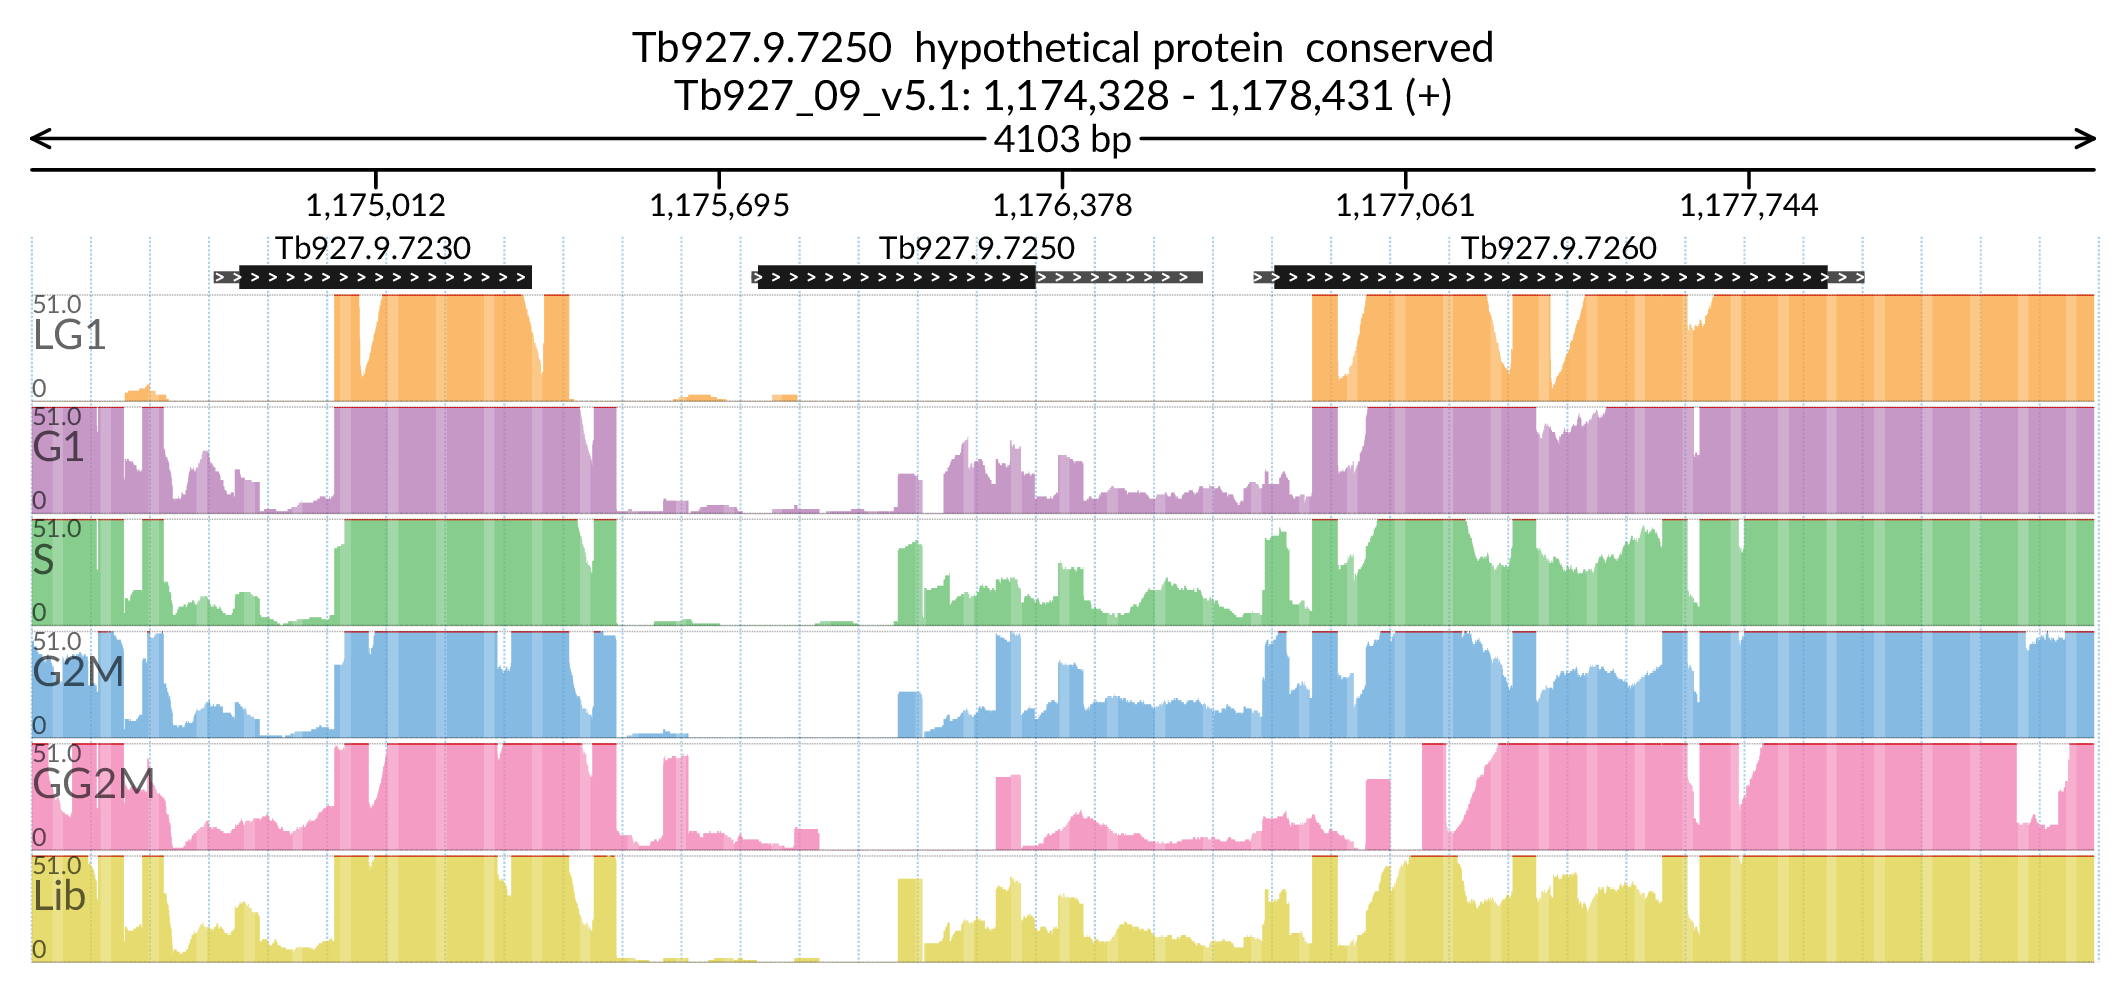 Tb927.9.7250  hypothetical protein  conserved
Tb927_09_v5.1: 1,174,328 - 1,178,431 (+)
4103 bp
1,175,012 1,175,695 1,176,378 1,177,061 1,177,744
Tb927.9.7230 Tb927.9.7250 Tb927.9.7260
51.0
LG1
0
51.0
G1
0
51.0
S
0
51.0
G2M
0
51.0
GG2M
0
51.0
Lib
0